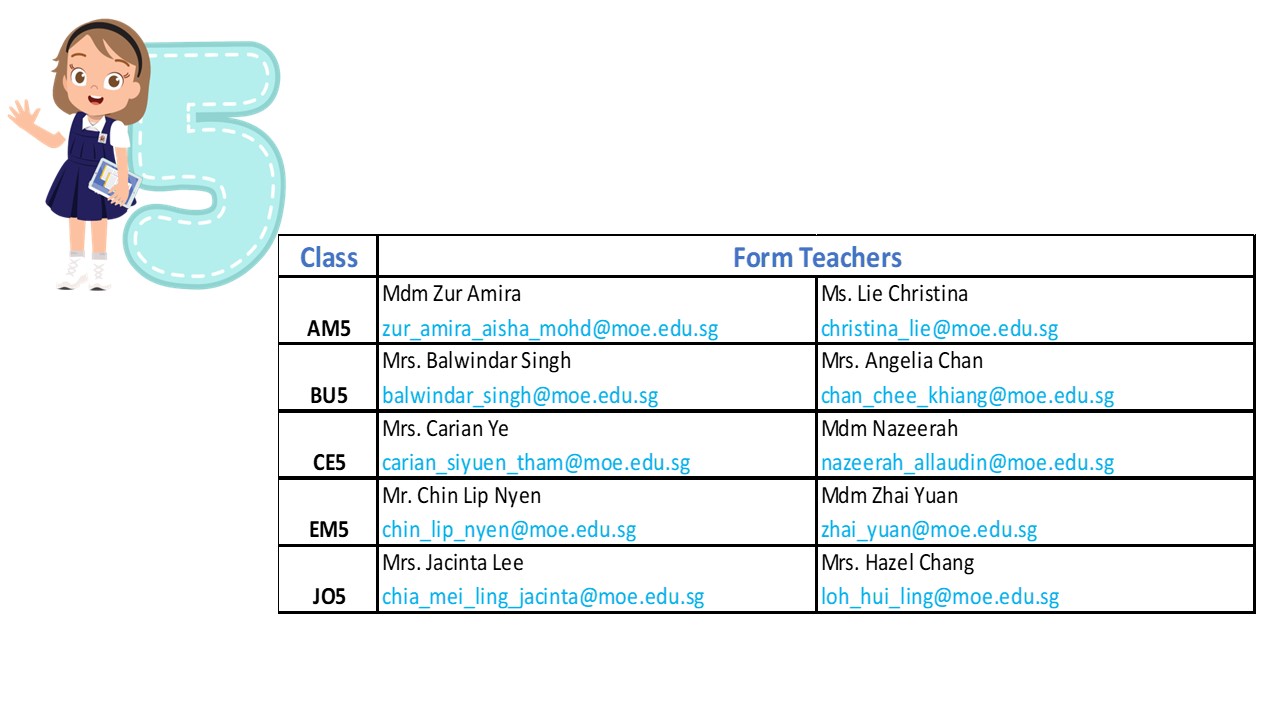 5
Class Form Teachers
Mdm Zur Amira Ms. Lie Christina
AM5 zur_amira_aisha_mohd@moe.edu.sg christina_lie@moe.edu.sg
Mrs. Balwindar Singh Mrs. Angelia Chan
BU5 balwindar_singh@moe.edu.sg chan_chee_khiang@moe.edu.sg
Mrs. Carian Ye Mdm Nazeerah
CE5 carian_siyuen_tham@moe.edu.sg nazeerah_allaudin@moe.edu.sg
Mr. Chin Lip Nyen Mdm Zhai Yuan
EM5 chin_lip_nyen@moe.edu.sg zhai_yuan@moe.edu.sg
Mrs. Jacinta Lee Mrs. Hazel Chang
JO5 chia_mei_ling_jacinta@moe.edu.sg loh_hui_ling@moe.edu.sg